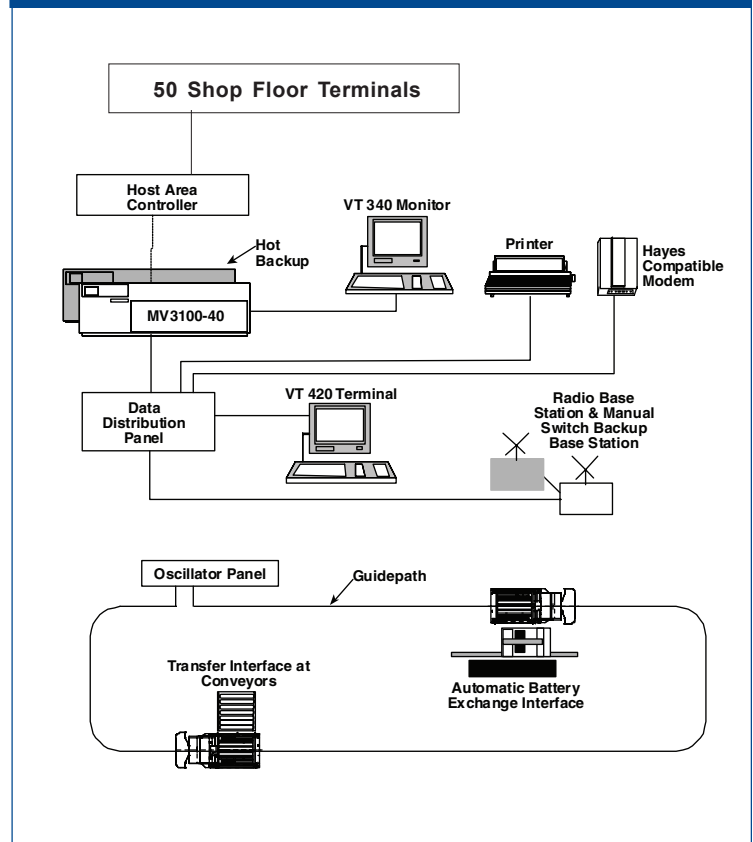 50 Shop Floor Terminals
Host Area
Controller
VT 340 Monitor
Hot
Backup
Printer
Hayes
Compatible
Modem
MV3100-40
Data
Distribution
Panel
VT 420 Terminal
Radio Base
Station & Manual
Switch Backup
Base Station
Oscillator Panel
Guidepath
Transfer Interface at
Conveyors
Automatic Battery
Exchange Interface